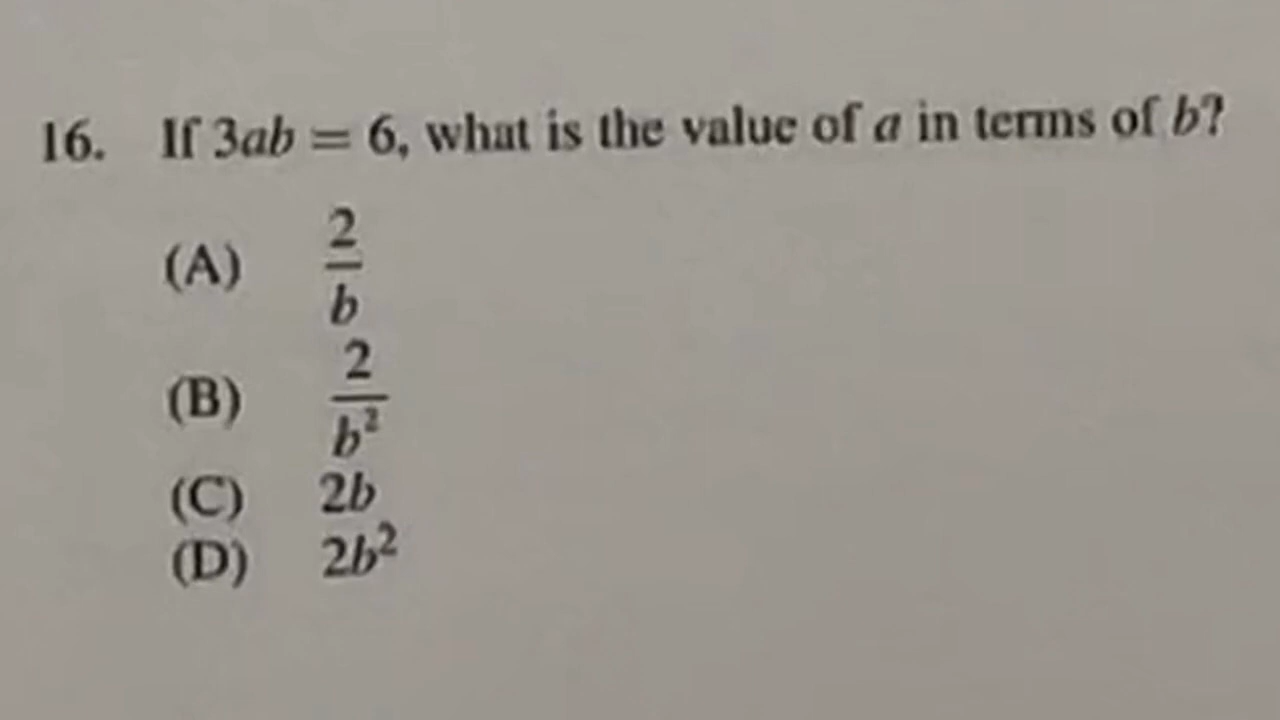 16. If 3ab = 6, what is the value of a in terms of b?
(A) 2/b
(B) 2/b²
(C) 2b
(D) 2b²